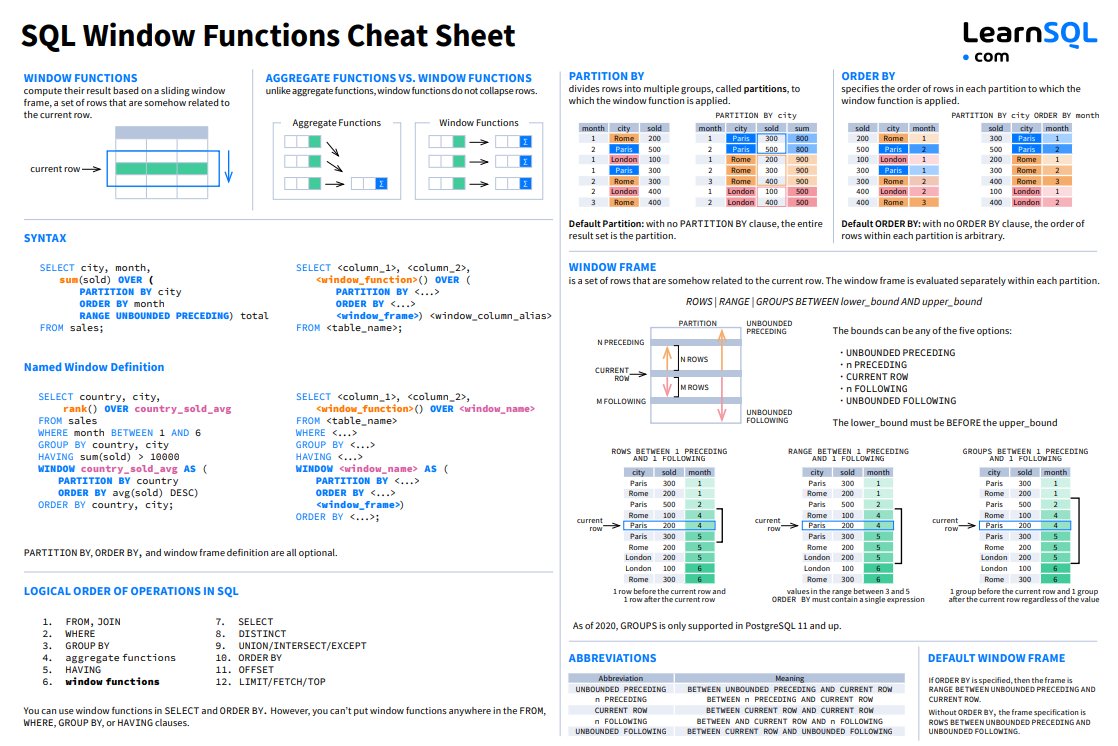 SQL Window Functions Cheat Sheet
LearnSQL
• com
WINDOW FUNCTIONS
compute their result based on a sliding window
frame, a set of rows that are somehow related to
the current row.
current row
AGGREGATE FUNCTIONS VS. WINDOW FUNCTIONS
unlike aggregate functions, window functions do not collapse rows.
Aggregate Functions
Window Functions
Σ
Σ
Σ
Σ
SYNTAX
SELECT city, month,
sum(sold) OVER (
PARTITION BY city
ORDER BY month
RANGE UNBOUNDED PRECEDING) total
FROM sales;
SELECT <column_1>, <column_2>,
<window_function>() OVER (
PARTITION BY <...>
ORDER BY <...>
<window_frame>) <window_column_alias>
FROM <table_name>;
Named Window Definition
SELECT country, city,
rank() OVER country_sold_avg
FROM sales
WHERE month BETWEEN 1 AND 6
GROUP BY country, city
HAVING sum(sold) > 10000
WINDOW country_sold_avg AS (
PARTITION BY country
ORDER BY avg(sold) DESC)
ORDER BY country, city;
SELECT <column_1>, <column_2>,
<window_function>() OVER <window_name>
FROM <table_name>
WHERE <...>
GROUP BY <...>
HAVING <...>
WINDOW <window_name> AS (
PARTITION BY <...>
ORDER BY <...>
<window_frame>)
ORDER BY <...>;
PARTITION BY, ORDER BY, and window frame definition are all optional.
LOGICAL ORDER OF OPERATIONS IN SQL
1. FROM, JOIN
2. WHERE
3. GROUP BY
4. aggregate functions
5. HAVING
6. window functions
7. SELECT
8. DISTINCT
9. UNION/INTERSECT/EXCEPT
10. ORDER BY
11. OFFSET
12. LIMIT/FETCH/TOP
You can use window functions in SELECT and ORDER BY. However, you can't put window functions anywhere in the FROM,
WHERE, GROUP BY, or HAVING clauses.
PARTITION BY
divides rows into multiple groups, called partitions, to
which the window function is applied.
month city sold
1 Rome 200
2 Paris 500
1 London 100
1 Paris 300
2 Rome 300
2 London 400
3 Rome 400
PARTITION BY city
month city sold sum
1 Paris 300 800
2 Paris 500 800
1 Rome 200 900
2 Rome 300 900
3 Rome 400 900
1 London 100 500
2 London 400 500
Default Partition: with no PARTITION BY clause, the entire
result set is the partition.
ORDER BY
specifies the order of rows in each partition to which the
window function is applied.
sold city month
200 Rome 1
500 Paris 2
100 London 1
300 Paris 1
300 Rome 2
400 London 2
400 Rome 3
PARTITION BY city ORDER BY month
sold city month
300 Paris 1
500 Paris 2
200 Rome 1
300 Rome 2
400 Rome 3
100 London 1
400 London 2
Default ORDER BY: with no ORDER BY clause, the order of
rows within each partition is arbitrary.
WINDOW FRAME
is a set of rows that are somehow related to the current row. The window frame is evaluated separately within each partition.
ROWS | RANGE | GROUPS BETWEEN lower_bound AND upper_bound
PARTITION
UNBOUNDED
PRECEDING
N PRECEDING
N ROWS
CURRENT
ROW
M ROWS
M FOLLOWING
UNBOUNDED
FOLLOWING
The bounds can be any of the five options:
· UNBOUNDED PRECEDING
· n PRECEDING
· CURRENT ROW
· n FOLLOWING
· UNBOUNDED FOLLOWING
The lower_bound must be BEFORE the upper_bound
ROWS BETWEEN 1 PRECEDING
AND 1 FOLLOWING
city sold month
Paris 300 1
Rome 200 1
Paris 500 2
Rome 100 4
current
row
Paris 200 4
Paris 300 5
Rome 200 5
London 200 5
London 100 6
Rome 300 6
1 row before the current row and
1 row after the current row
RANGE BETWEEN 1 PRECEDING
AND 1 FOLLOWING
city sold month
Paris 300 1
Rome 200 1
Paris 500 2
Rome 100 4
current
row
Paris 200 4
Paris 300 5
Rome 200 5
London 200 5
London 100 6
Rome 300 6
values in the range between 3 and 5
ORDER BY must contain a single expression
GROUPS BETWEEN 1 PRECEDING
AND 1 FOLLOWING
city sold month
Paris 300 1
Rome 200 1
Paris 500 2
Rome 100 4
current
row
Paris 200 4
Paris 300 5
Rome 200 5
London 200 5
London 100 6
Rome 300 6
1 group before the current row and 1 group
after the current row regardless of the value
As of 2020, GROUPS is only supported in PostgreSQL 11 and up.
ABBREVIATIONS
Abbreviation Meaning
UNBOUNDED PRECEDING BETWEEN UNBOUNDED PRECEDING AND CURRENT ROW
n PRECEDING BETWEEN n PRECEDING AND CURRENT ROW
CURRENT ROW BETWEEN CURRENT ROW AND CURRENT ROW
n FOLLOWING BETWEEN AND CURRENT ROW AND n FOLLOWING
UNBOUNDED FOLLOWING BETWEEN CURRENT ROW AND UNBOUNDED FOLLOWING
DEFAULT WINDOW FRAME
If ORDER BY is specified, then the frame is
RANGE BETWEEN UNBOUNDED PRECEDING AND
CURRENT ROW.
Without ORDER BY, the frame specification is
ROWS BETWEEN UNBOUNDED PRECEDING AND
UNBOUNDED FOLLOWING.